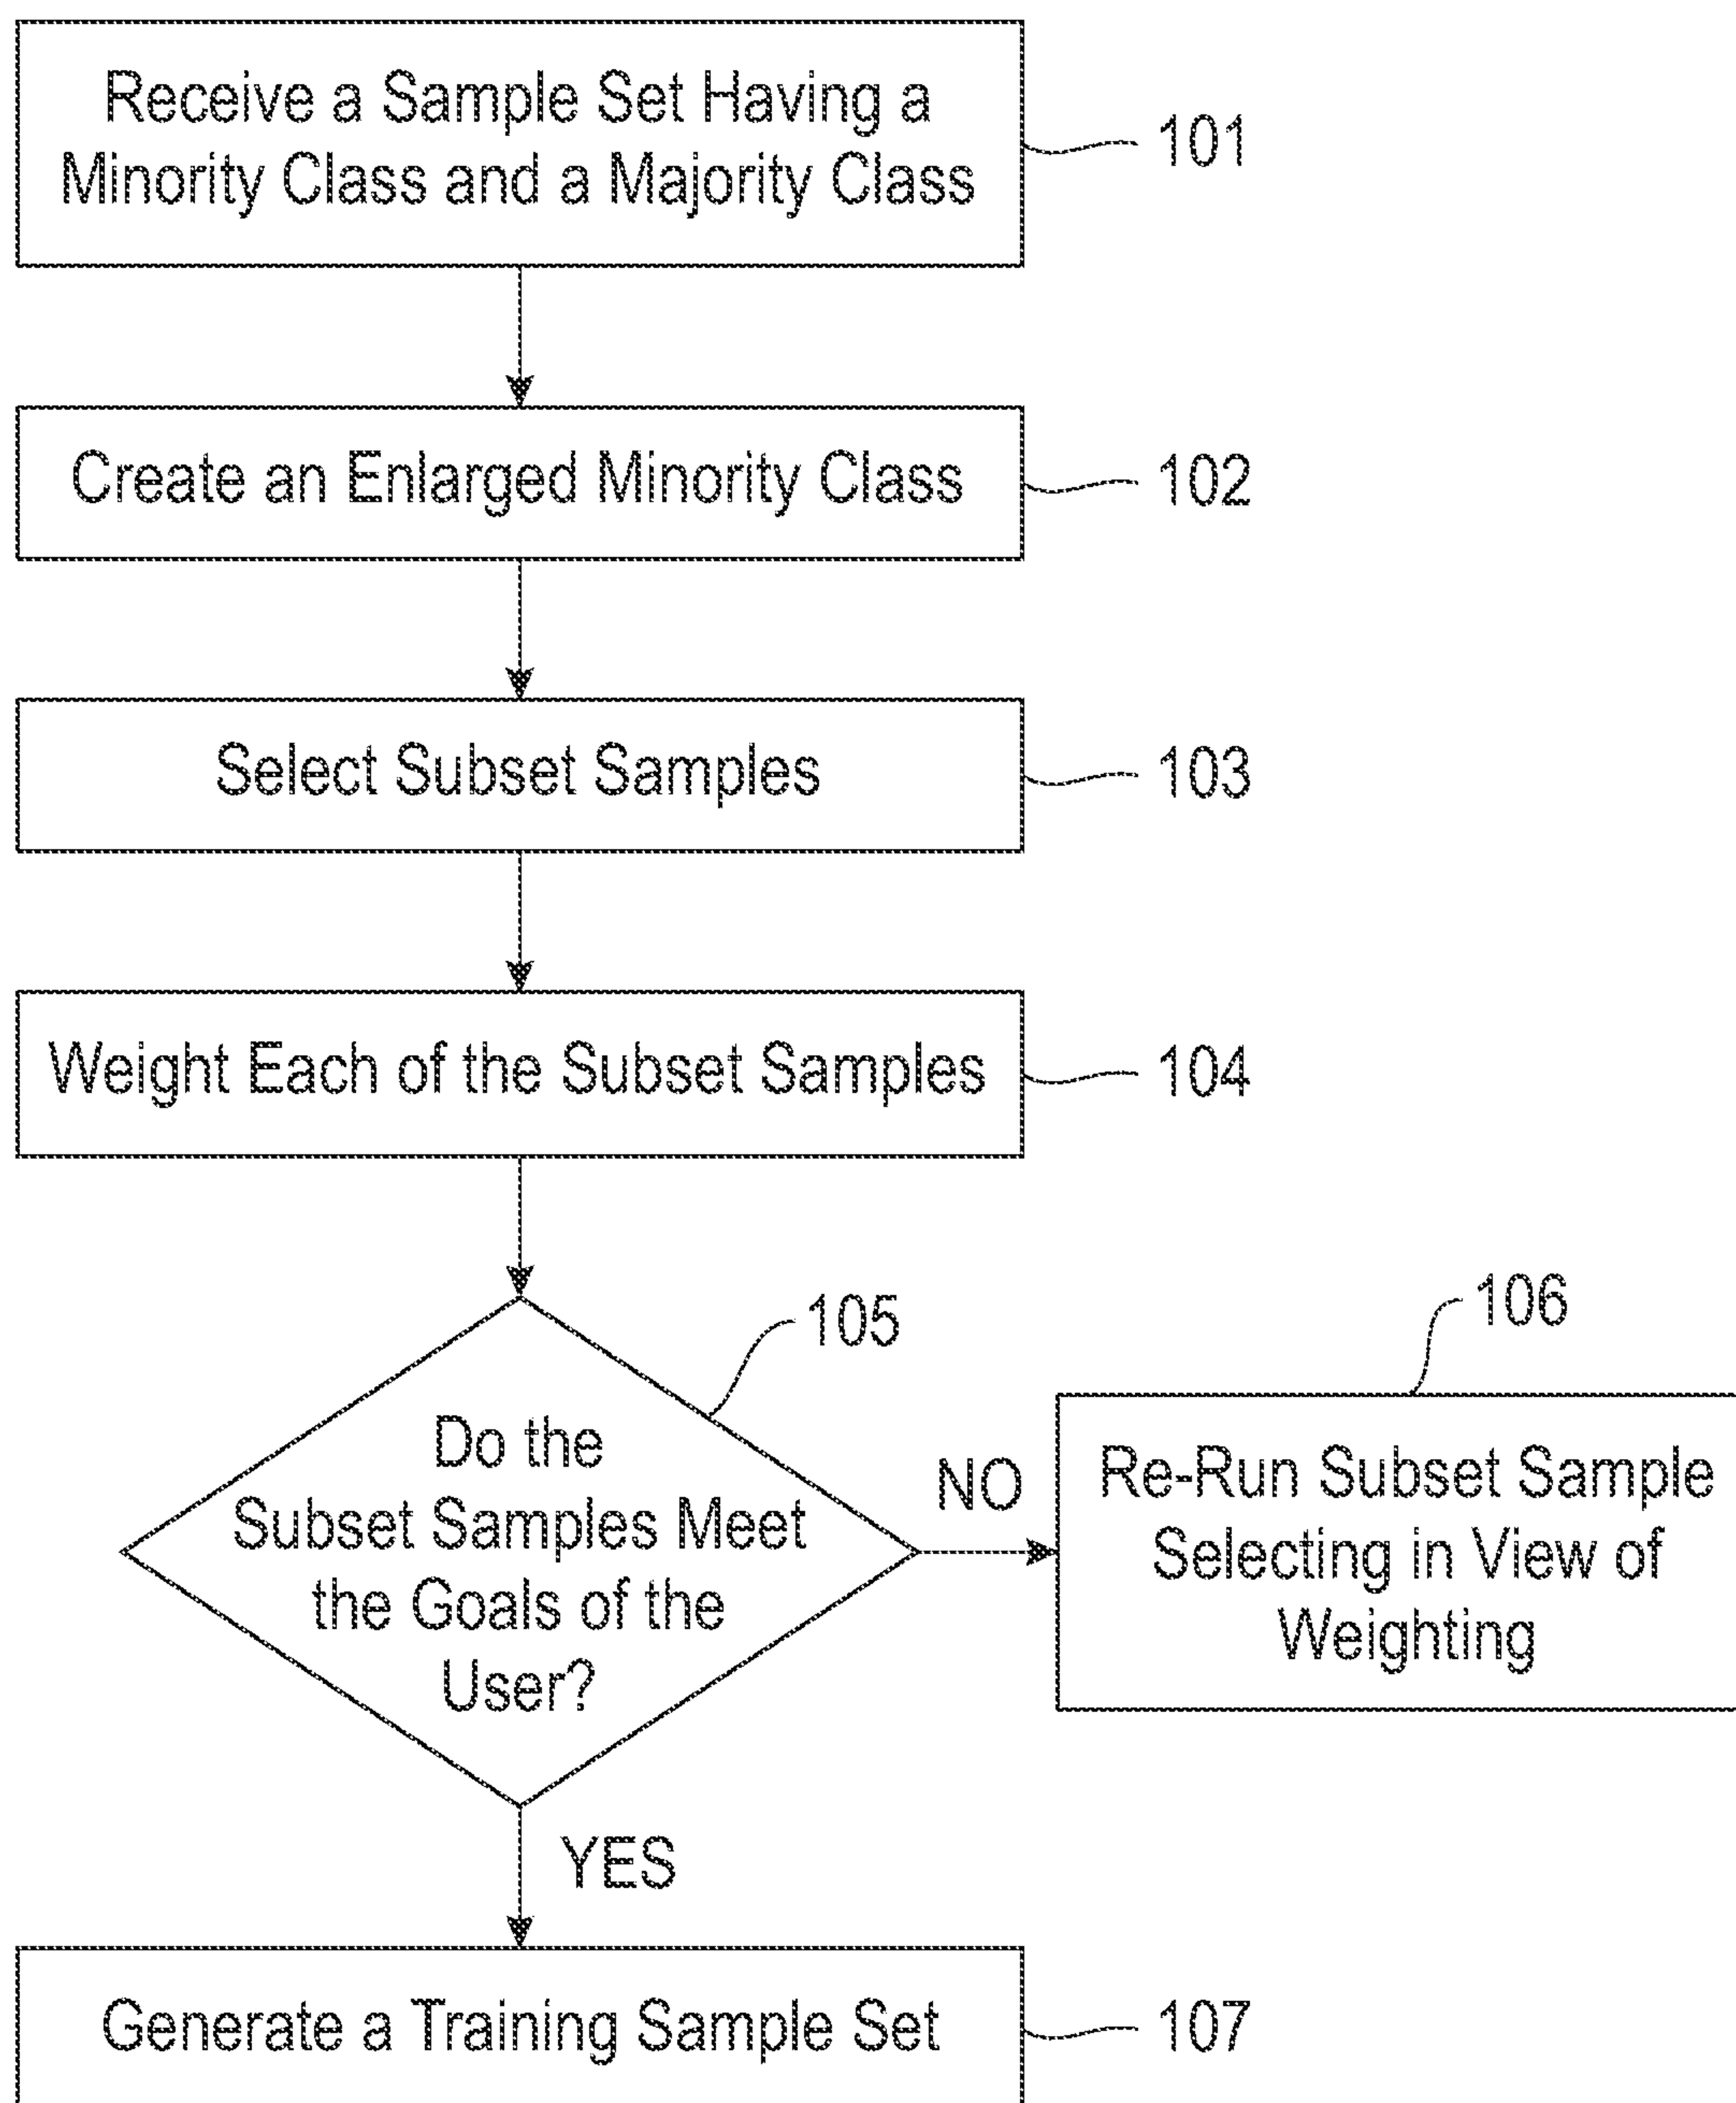 Receive a Sample Set Having a
Minority Class and a Majority Class
101
Create an Enlarged Minority Class
102
Select Subset Samples
103
Weight Each of the Subset Samples
104
105
Do the
Subset Samples Meet
the Goals of the
User?
NO
106
Re-Run Subset Sample
Selecting in View of
Weighting
YES
Generate a Training Sample Set
107